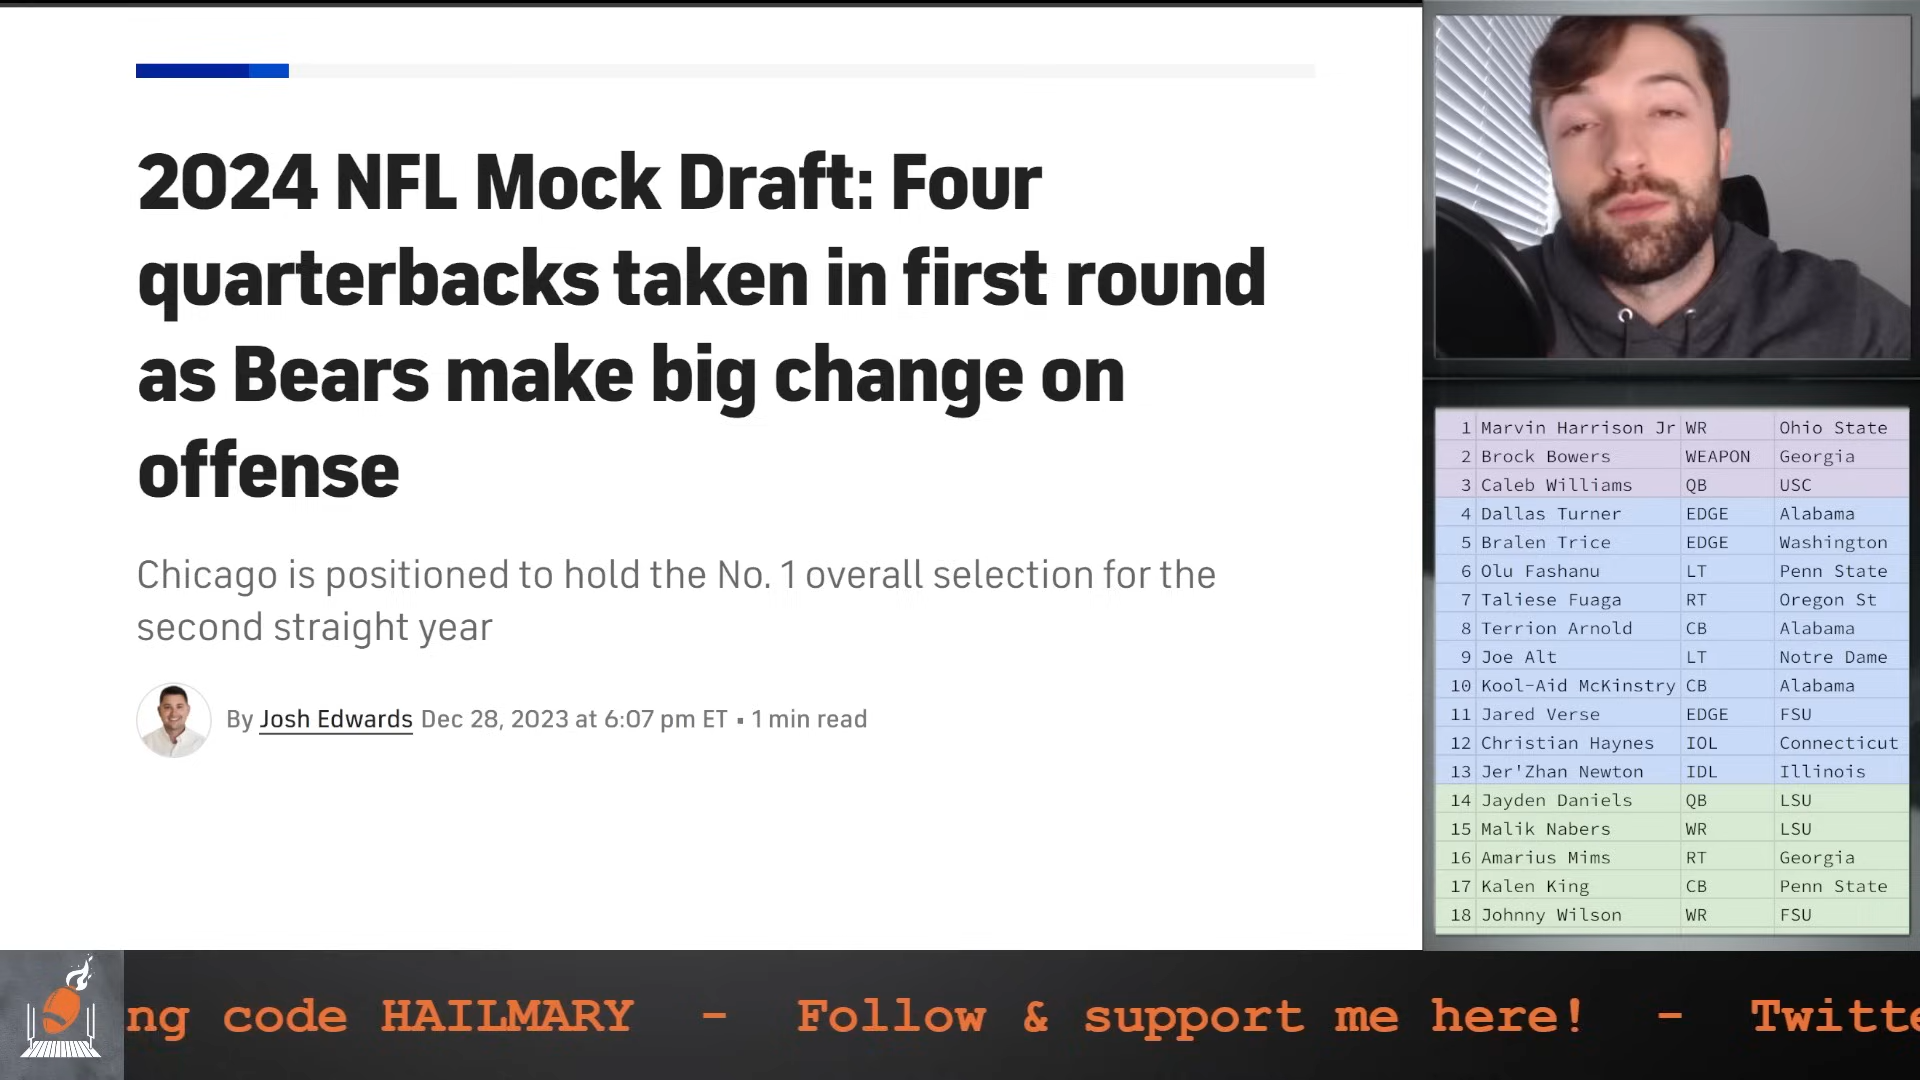 2024 NFL Mock Draft: Four
quarterbacks taken in first round
as Bears make big change on
offense
Chicago is positioned to hold the No. 1 overall selection for the
second straight year
By Josh Edwards Dec 28, 2023 at 6:07 pm ET • 1 min read
1 Marvin Harrison Jr WR Ohio State
2 Brock Bowers WEAPON Georgia
3 Caleb Williams QB USC
4 Dallas Turner EDGE Alabama
5 Bralen Trice EDGE Washington
6 Olu Fashanu LT Penn State
7 Taliese Fuaga RT Oregon St
8 Terrion Arnold CB Alabama
9 Joe Alt LT Notre Dame
10 Kool-Aid McKinstry CB Alabama
11 Jared Verse EDGE FSU
12 Christian Haynes IOL Connecticut
13 Jer'Zhan Newton IDL Illinois
14 Jayden Daniels QB LSU
15 Malik Nabers WR LSU
16 Amarius Mims RT Georgia
17 Kalen King CB Penn State
18 Johnny Wilson WR FSU
ng code HAILMARY - Follow & support me here! - Twitte